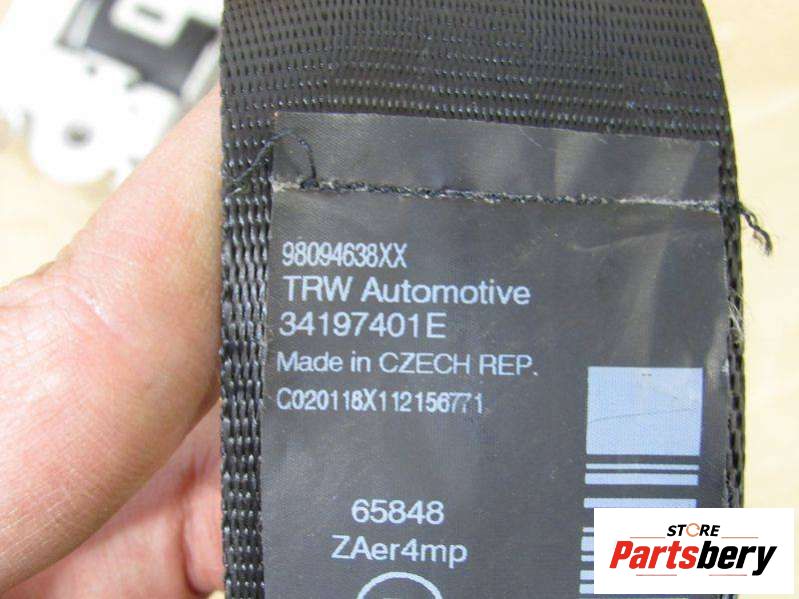 98094638XX
TRW Automotive
34197401E
Made in CZECH REP.
C020118X112156771
65848
ZAer4mp
STORE
Partsbery